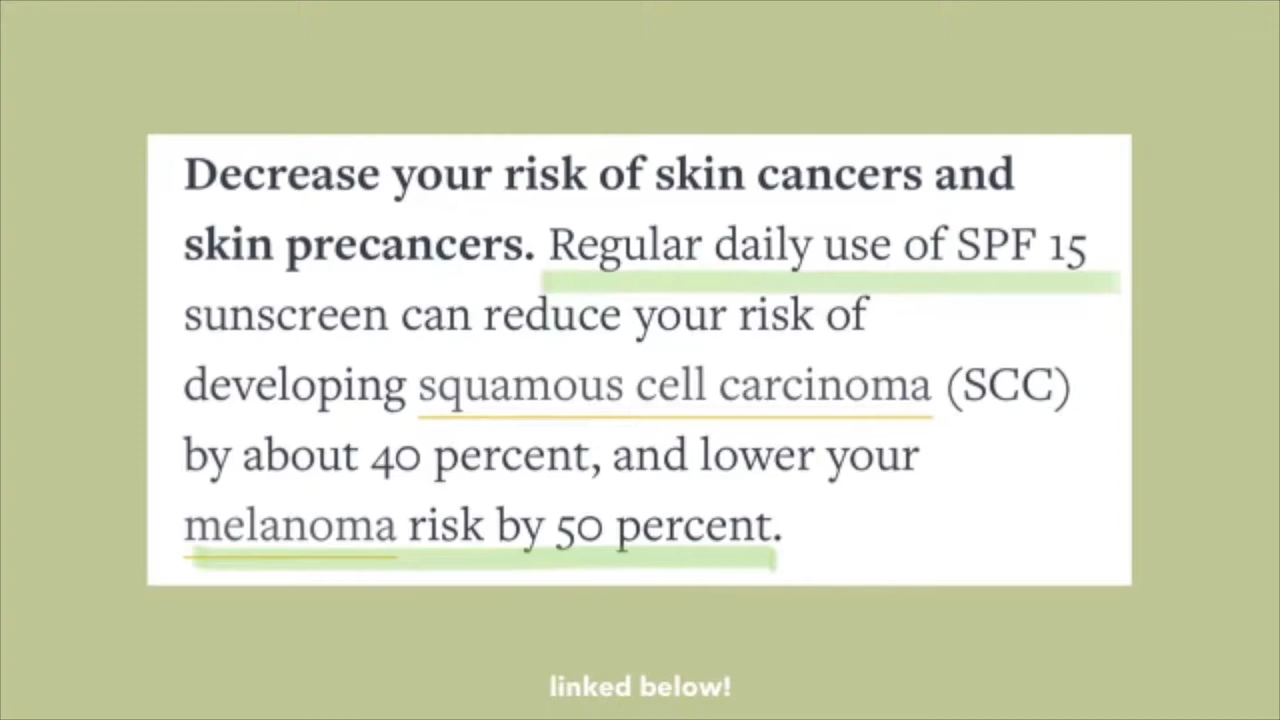 Decrease your risk of skin cancers and
skin precancers. Regular daily use of SPF 15
sunscreen can reduce your risk of
developing squamous cell carcinoma (SCC)
by about 40 percent, and lower your
melanoma risk by 50 percent.
linked below!